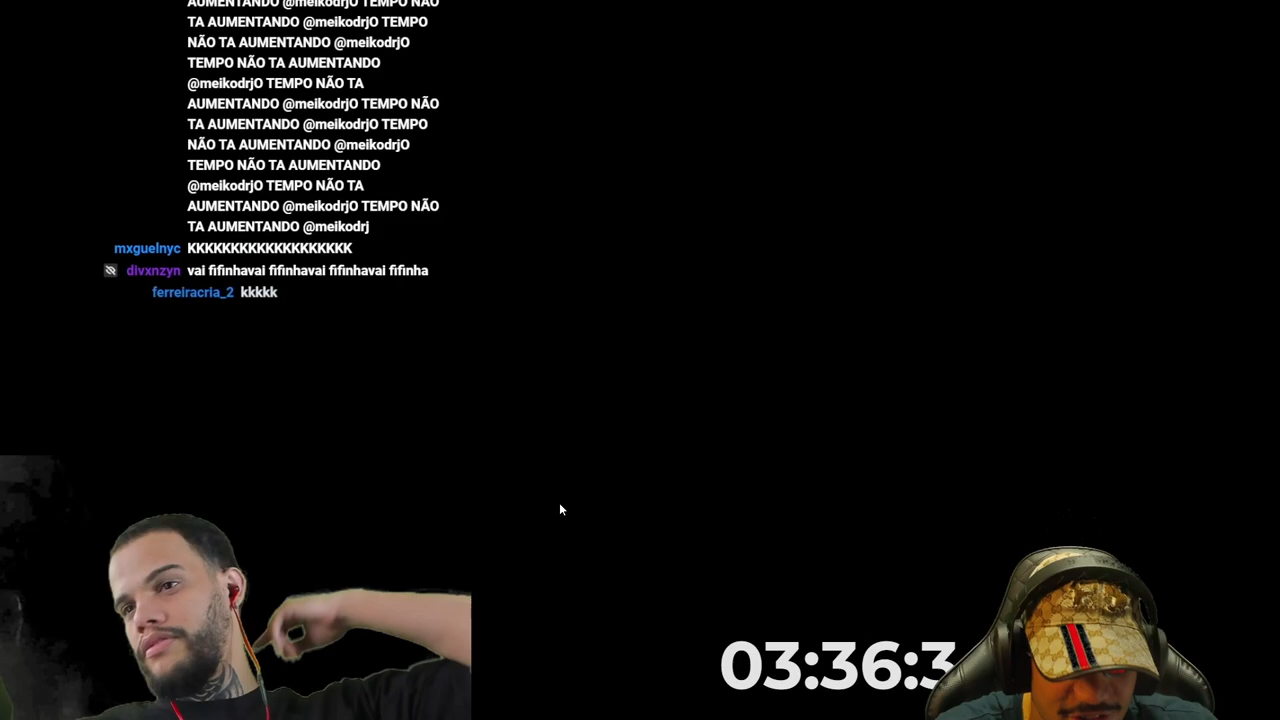 AUMENTANDO @meikodrjO TEMPO NÃO
TA AUMENTANDO @meikodrjO TEMPO
NÃO TA AUMENTANDO @meikodrjO
TEMPO NÃO TA AUMENTANDO
@meikodrjO TEMPO NÃO TA
AUMENTANDO @meikodrjO TEMPO NÃO
TA AUMENTANDO @meikodrjO TEMPO
NÃO TA AUMENTANDO @meikodrjO
TEMPO NÃO TA AUMENTANDO
@meikodrjO TEMPO NÃO TA
AUMENTANDO @meikodrjO TEMPO NÃO
TA AUMENTANDO @meikodrj
mxguelnyc KKKKKKKKKKKKKKKKKKK
divxnzyn vai fifinhavai fifinhavai fifinhavai fifinha
ferreiracria_2 kkkkk
03:36:3